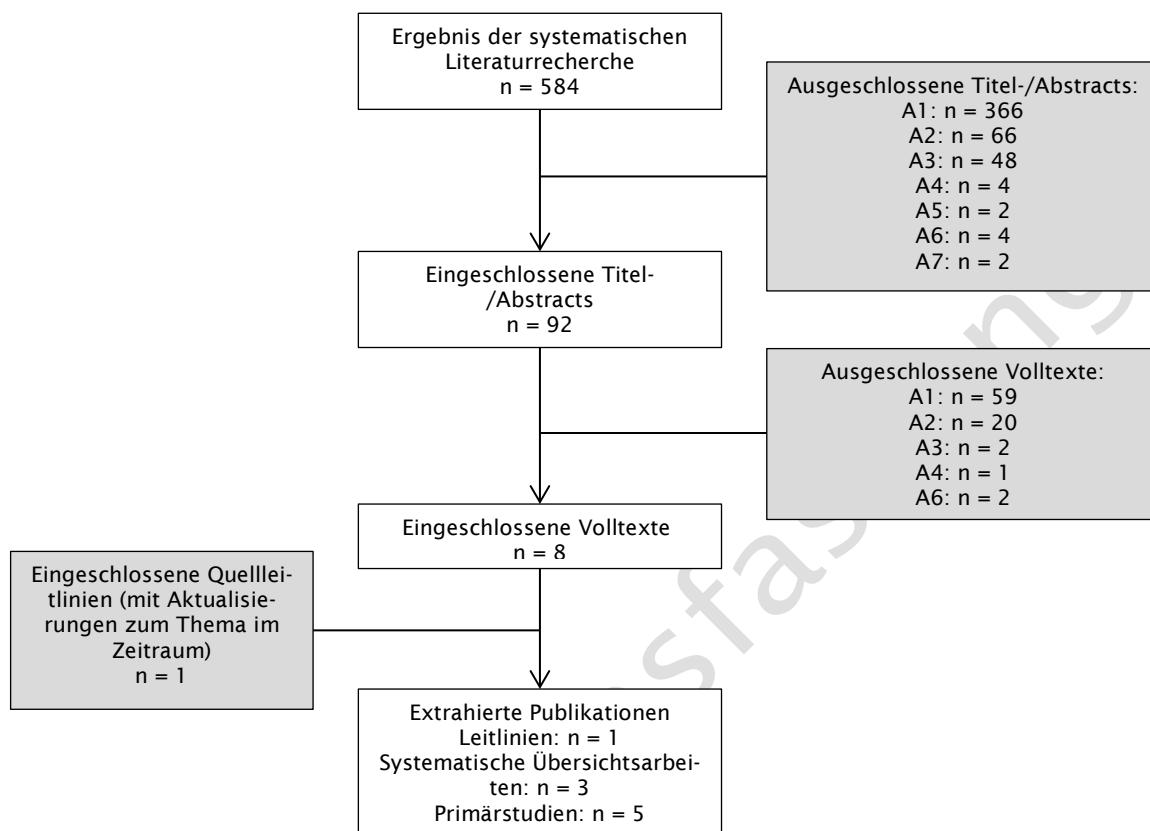 Ergebnis der systematischen
Literaturrecherche
n = 584
Ausgeschlossene Titel-/Abstracts:
A1: n = 366
A2: n = 66
A3: n = 48
A4: n = 4
A5: n = 2
A6: n = 4
A7: n = 2
Eingeschlossene Titel-
/Abstracts
n = 92
Ausgeschlossene Volltexte:
A1: n = 59
A2: n = 20
A3: n = 2
A4: n = 1
A6: n = 2
Eingeschlossene Volltexte
n = 8
Eingeschlossene Quelllei-
tlinien (mit Aktualisie-
rungen zum Thema im
Zeitraum)
n = 1
Extrahierte Publikationen
Leitlinien: n = 1
Systematische Übersichtsarbei-
ten: n = 3
Primärstudien: n = 5